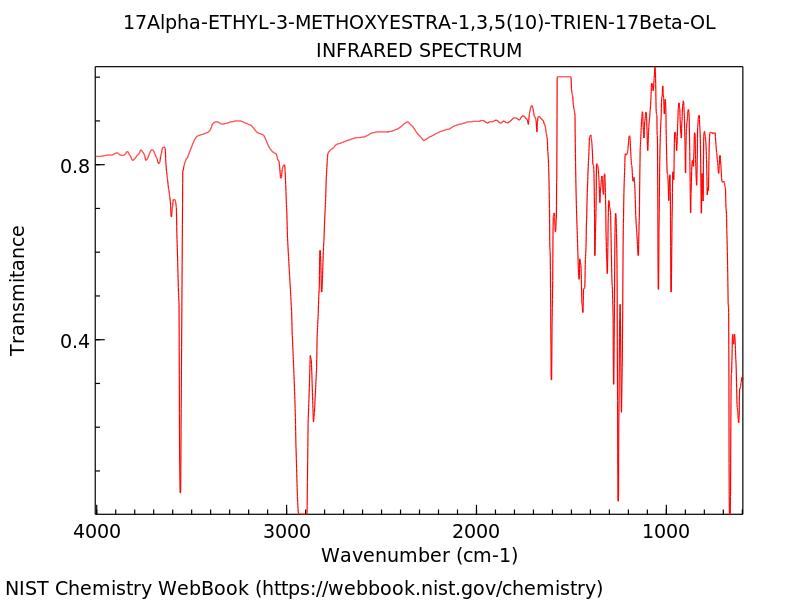 17Alpha-ETHYL-3-METHOXYESTRA-1,3,5(10)-TRIEN-17Beta-OL
INFRARED SPECTRUM
Transmitance
0.8
0.4
4000 3000 2000 1000
Wavenumber (cm-1)
NIST Chemistry WebBook (https://webbook.nist.gov/chemistry)